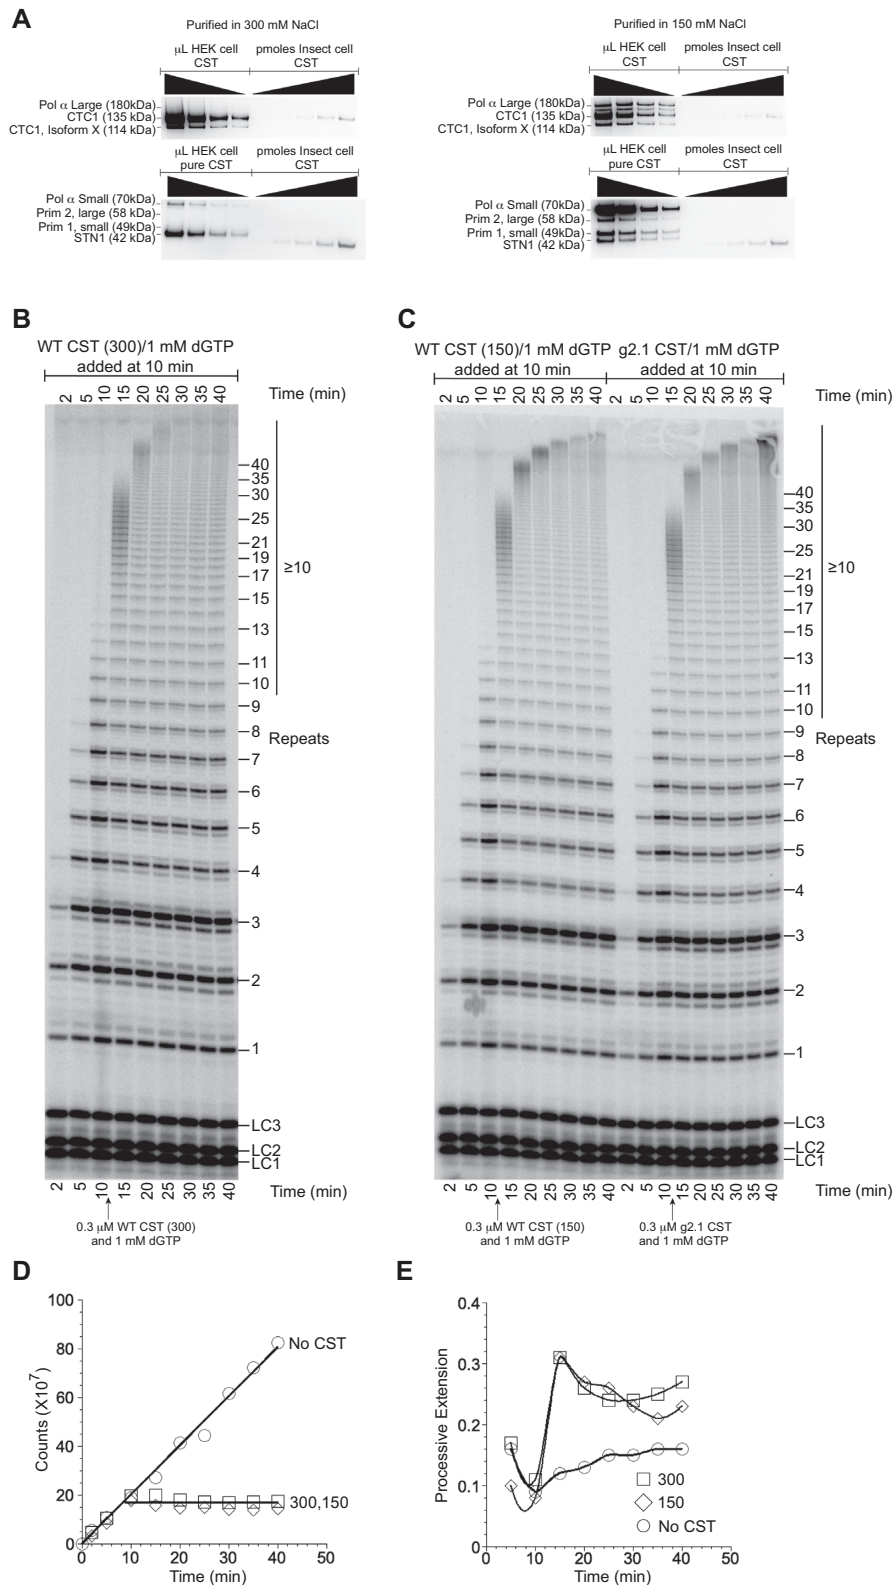 A
Purified in 300 mM NaCl
μL HEK cell CST
pmoles Insect cell CST
Pol α Large (180kDa)
CTC1 (135 kDa)
CTC1, Isoform X (114 kDa)
μL HEK cell pure CST
pmoles Insect cell CST
Pol α Small (70kDa)
Prim 2, large (58 kDa)
Prim 1, small (49kDa)
STN1 (42 kDa)
Purified in 150 mM NaCl
μL HEK cell CST
pmoles Insect cell CST
Pol α Large (180kDa)
CTC1 (135 kDa)
CTC1, Isoform X (114 kDa)
μL HEK cell pure CST
pmoles Insect cell CST
Pol α Small (70kDa)
Prim 2, large (58 kDa)
Prim 1, small (49kDa)
STN1 (42 kDa)
B
WT CST (300)/1 mM dGTP
added at 10 min
2 5 10 15 20 25 30 35 40 Time (min)
40
35
30
25
21
19
17
15
13
11
10
≥10
9
8
Repeats
7
6
5
4
3
2
1
LC3
LC2
LC1
2 5 10 15 20 25 30 35 40 Time (min)
0.3 μM WT CST (300)
and 1 mM dGTP
C
WT CST (150)/1 mM dGTP
added at 10 min
g2.1 CST/1 mM dGTP
added at 10 min
2 5 10 15 20 25 30 35 40 2 5 10 15 20 25 30 35 40 Time (min)
40
35
30
25
21
19
17
15
13
11
10
≥10
9
Repeats
8
7
6
5
4
3
2
1
LC3
LC2
LC1
2 5 10 15 20 25 30 35 40 2 5 10 15 20 25 30 35 40 Time (min)
0.3 μM WT CST (150)
and 1 mM dGTP
0.3 μM g2.1 CST
and 1 mM dGTP
D
Counts (X10⁷)
100
80
60
40
20
0
No CST
300,150
0 10 20 30 40 50
Time (min)
E
Processive Extension
0.4
0.3
0.2
0.1
0
300
150
No CST
0 10 20 30 40 50
Time (min)